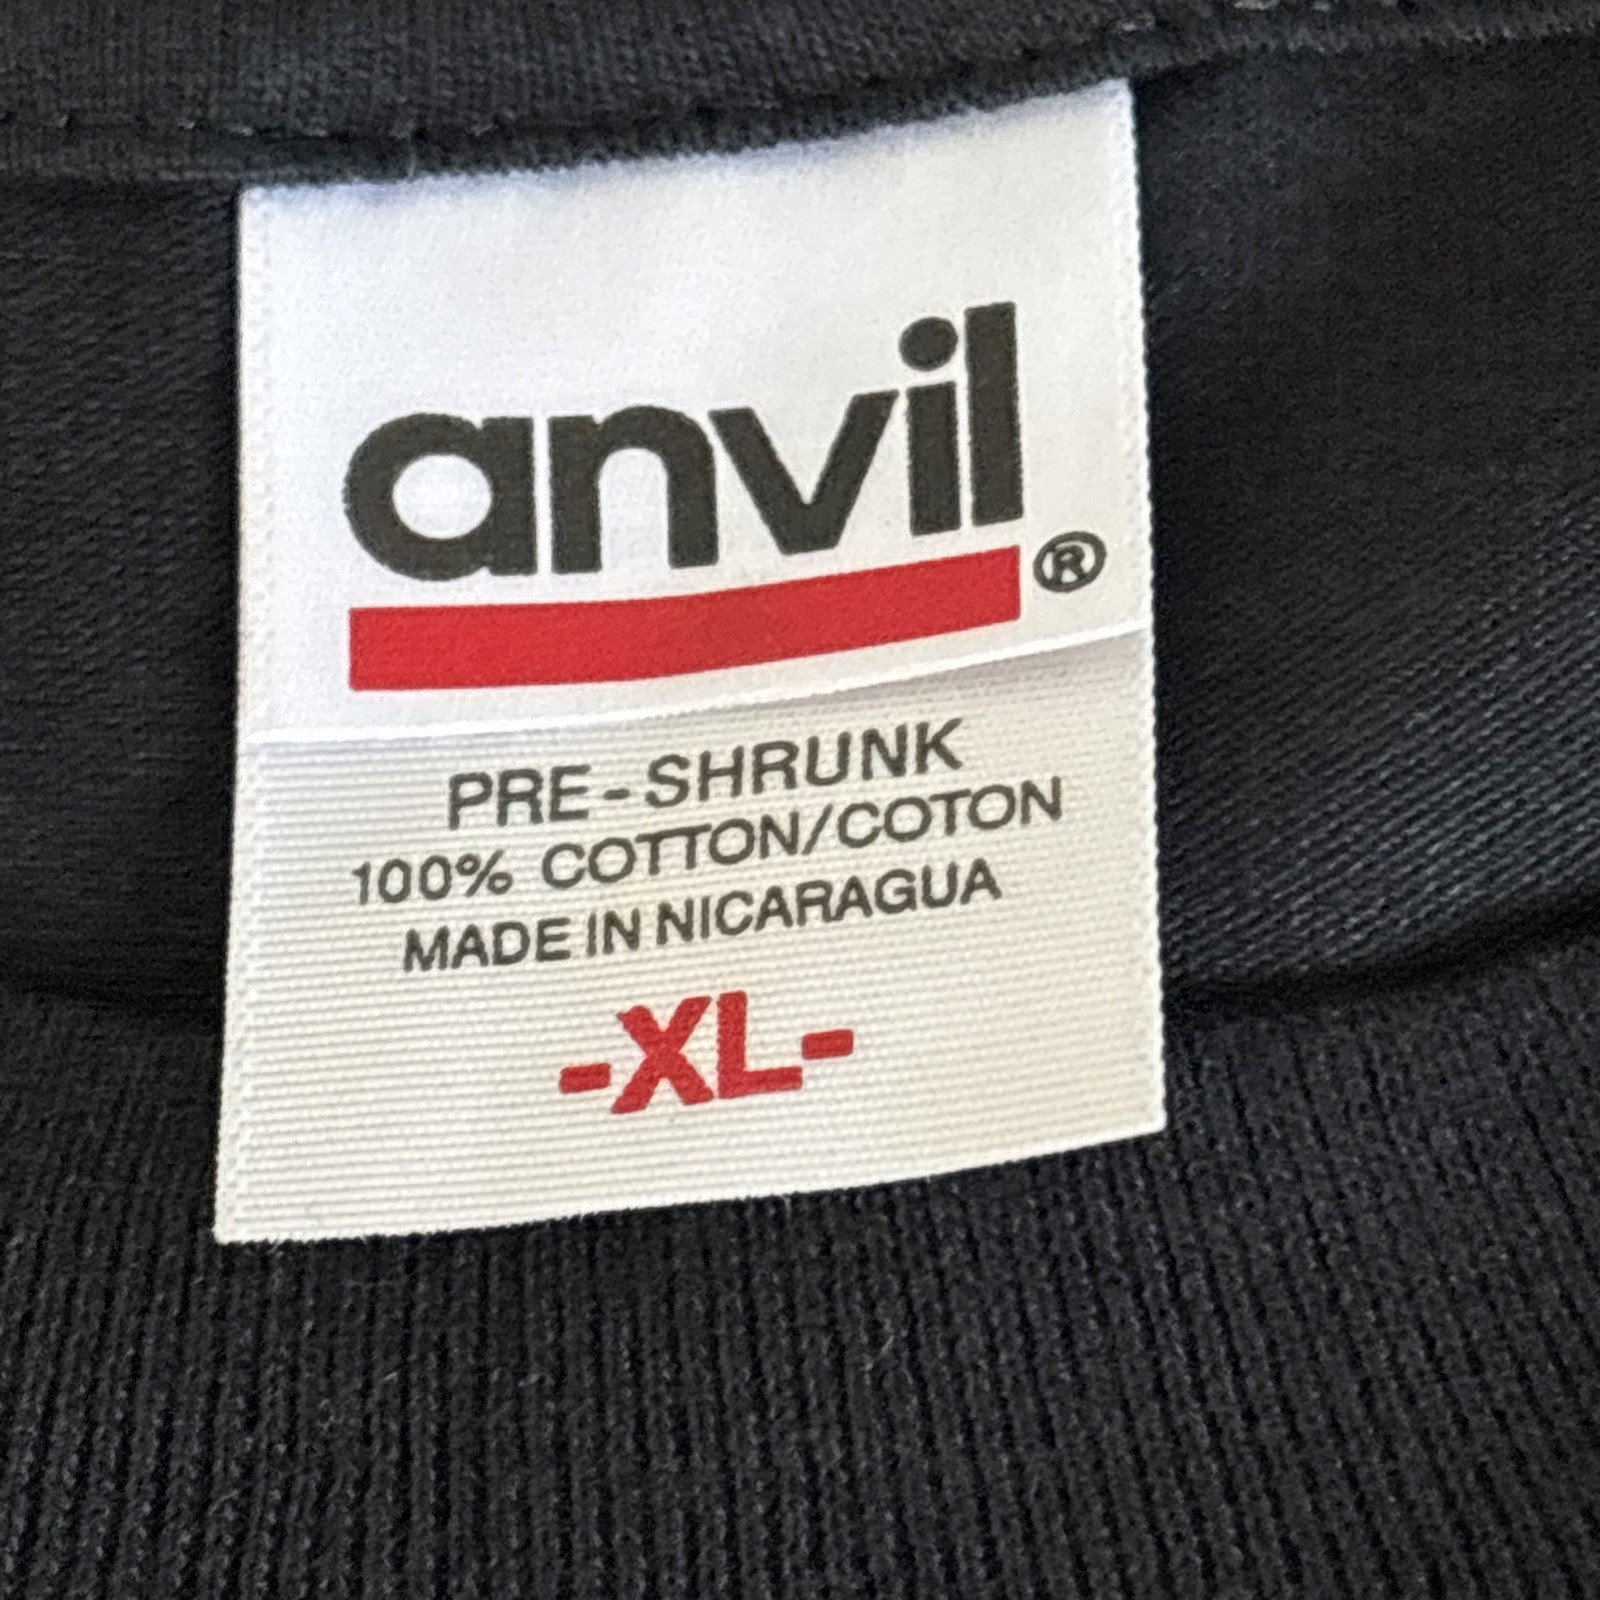 anvil®
PRE-SHRUNK
100% COTTON/COTON
MADE IN NICARAGUA
-XL-